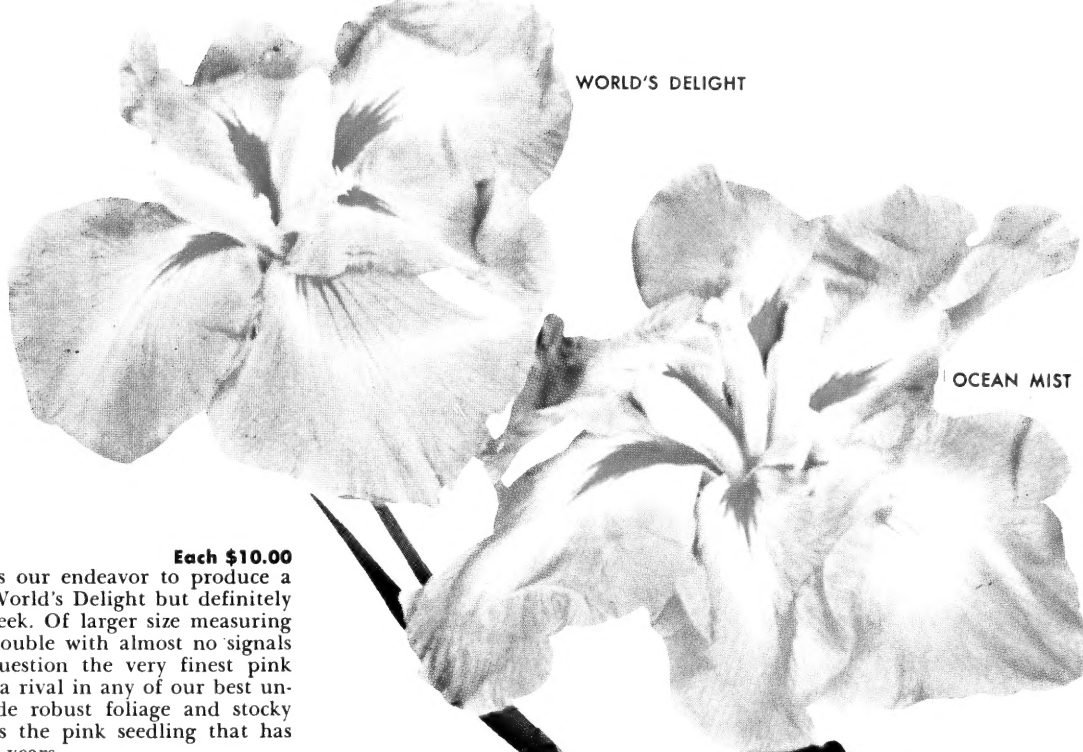 WORLD'S DELIGHT
OCEAN MIST
Each $10.00
s our endeavor to produce a
World's Delight but definitely
eek. Of larger size measuring
ouble with almost no signals
uestion the very finest pink
a rival in any of our best un-
de robust foliage and stocky
s the pink seedling that has
years